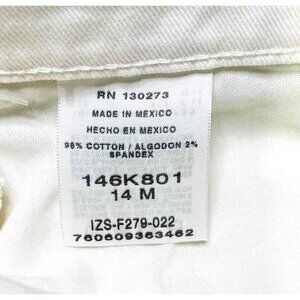 RN 130273
MADE IN MEXICO
HECHO EN MEXICO
98% COTTON / ALGODON 2%
SPANDEX
146K801
14 M
IZS-F279-022
760609363462